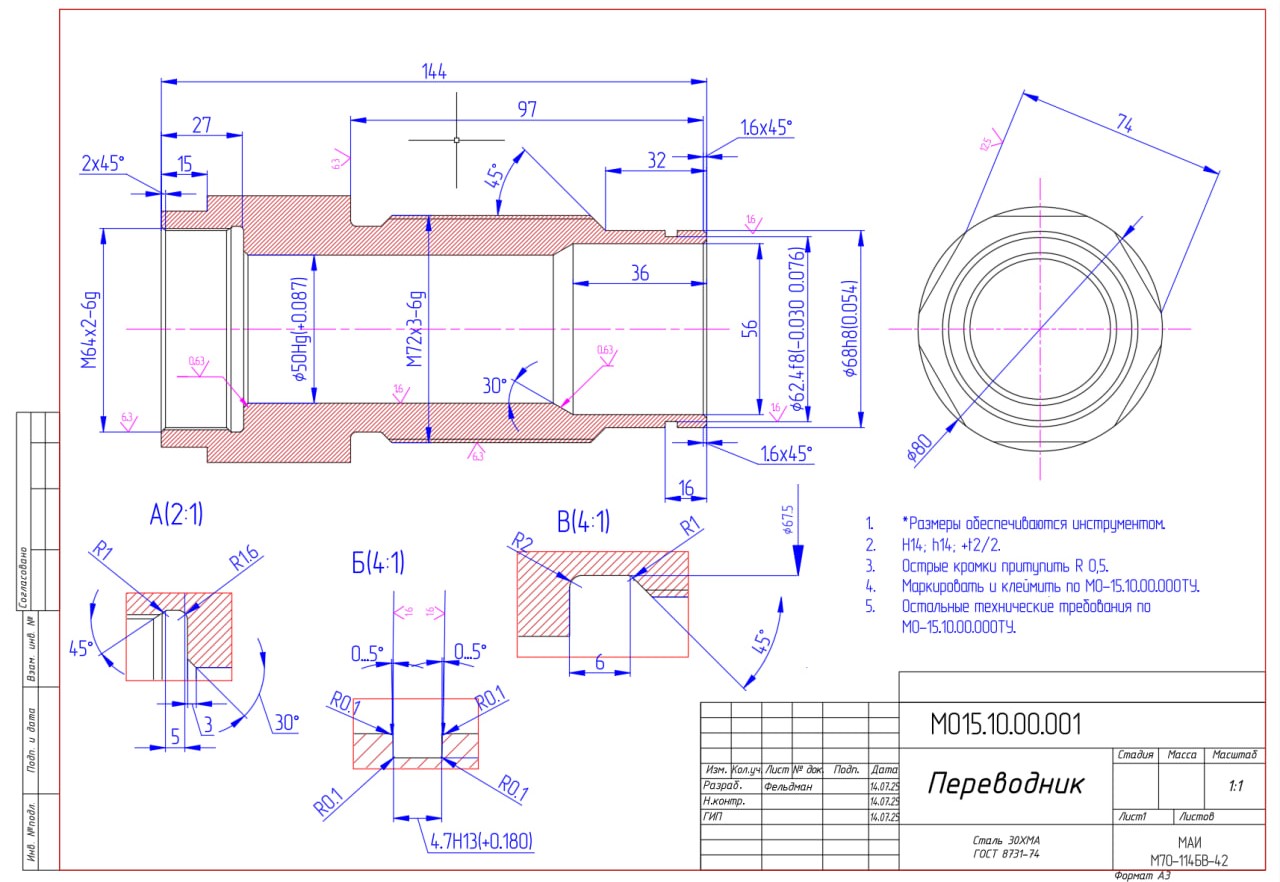 144
97
27
1.6x45°
74
12.5
2x45°
15
6.3
45°
32
1.6
M64x2-6g
ϕ50Hg(+0.087)
M72x3-6g
36
56
ϕ62.4f8(-0.030 0.076)
ϕ68h8(0.054)
0.63
30°
0.63
1.6
6.3
1.6
6.3
1.6x45°
ϕ80
16
А(2:1)
R1
R1.6
45°
3
5
30°
Б(4:1)
1.6
1.6
0...5°
0...5°
R0.1
R0.1
R0.1
R0.1
4.7H13(+0.180)
В(4:1)
R2
R1
ϕ67.5
6
45°
1. *Размеры обеспечиваются инструментом.
2. H14; h14; +t2/2.
3. Острые кромки притупить R 0,5.
4. Маркировать и клеймить по МО-15.10.00.000ТУ.
5. Остальные технические требования по
МО-15.10.00.000ТУ.
Согласовано
Взам. инв. №
Подп. и дата
Инв. №подл.
М015.10.00.001
Изм. Кол.уч. Лист № док. Подп. Дата
Разраб. Фельдман 14.07.25
Н.контр. 14.07.25
ГИП 14.07.25
Переводник
Стадия Масса Масштаб
1:1
Лист1 Листов
Сталь 30ХМА
ГОСТ 8731-74
МАИ
М70-114БВ-42
Формат А3